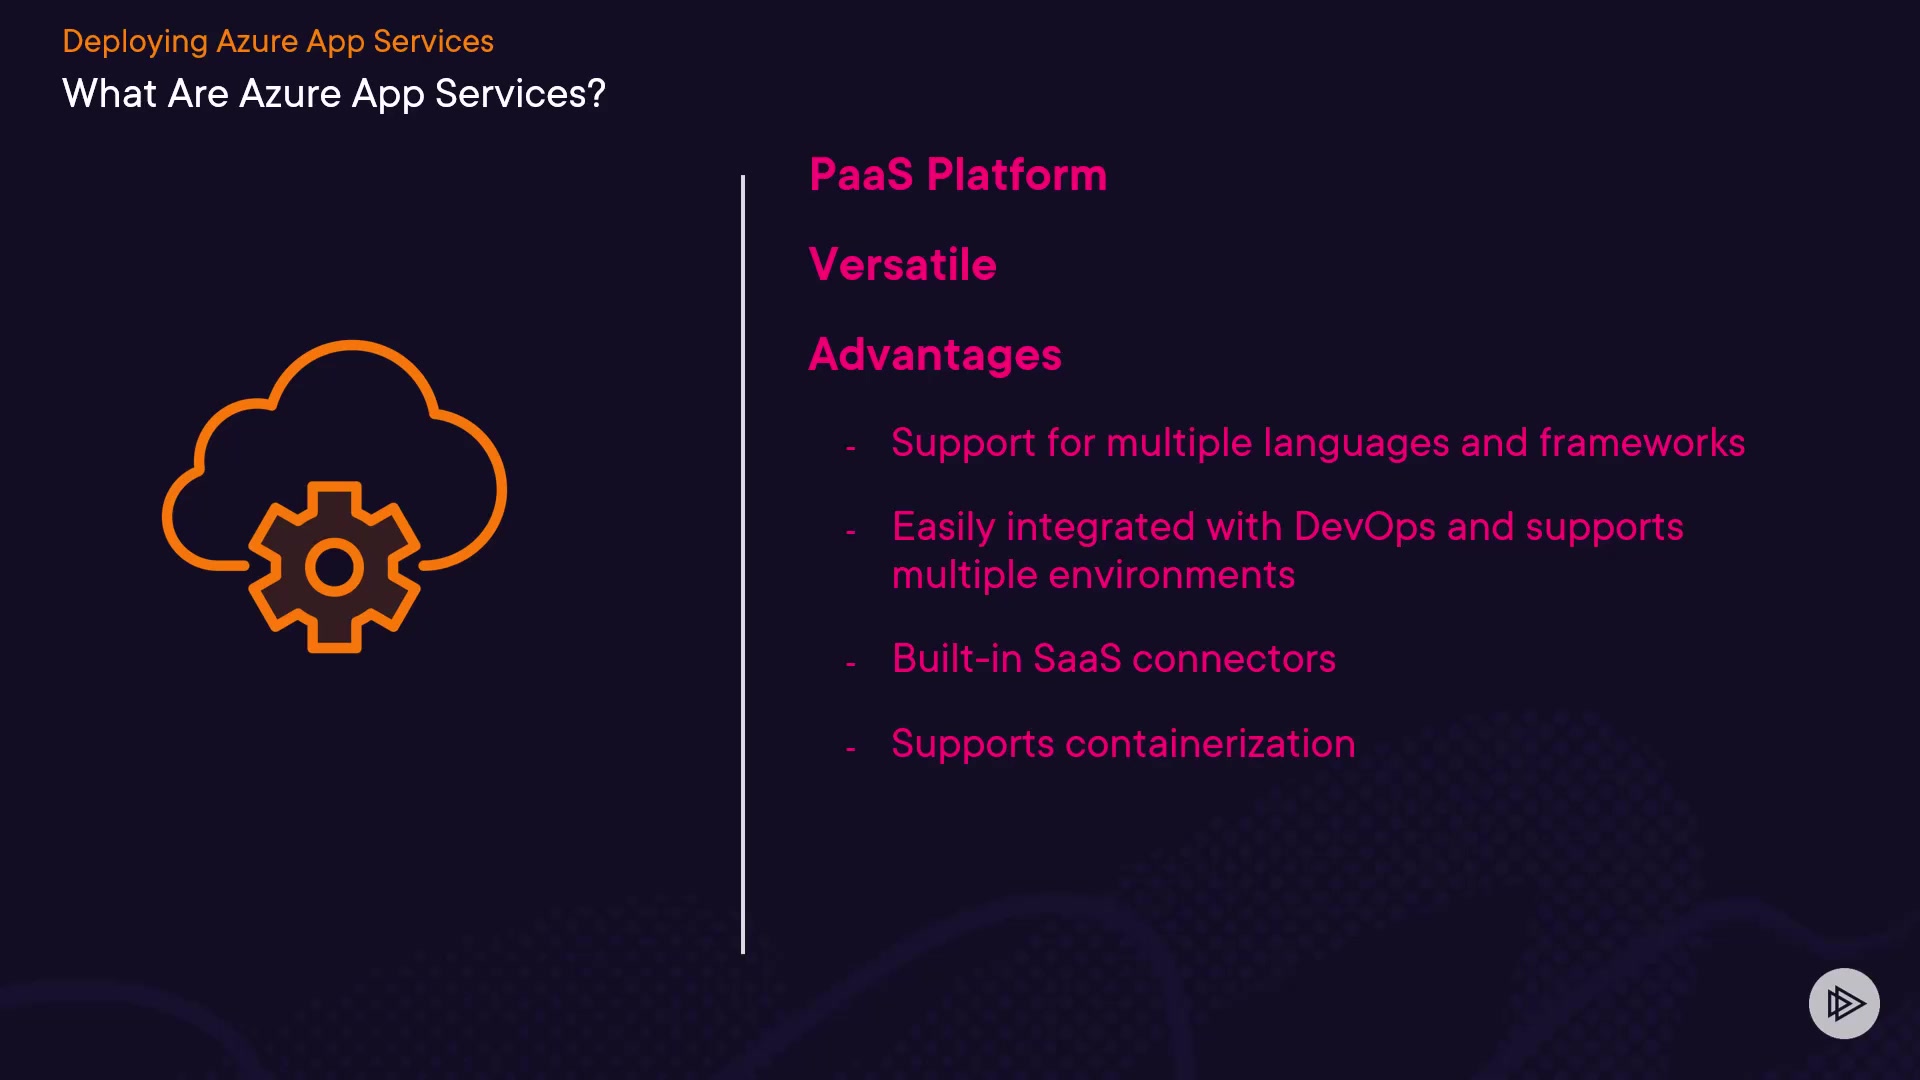 Deploying Azure App Services
What Are Azure App Services?
PaaS Platform
Versatile
Advantages
- Support for multiple languages and frameworks
- Easily integrated with DevOps and supports
multiple environments
- Built-in SaaS connectors
- Supports containerization